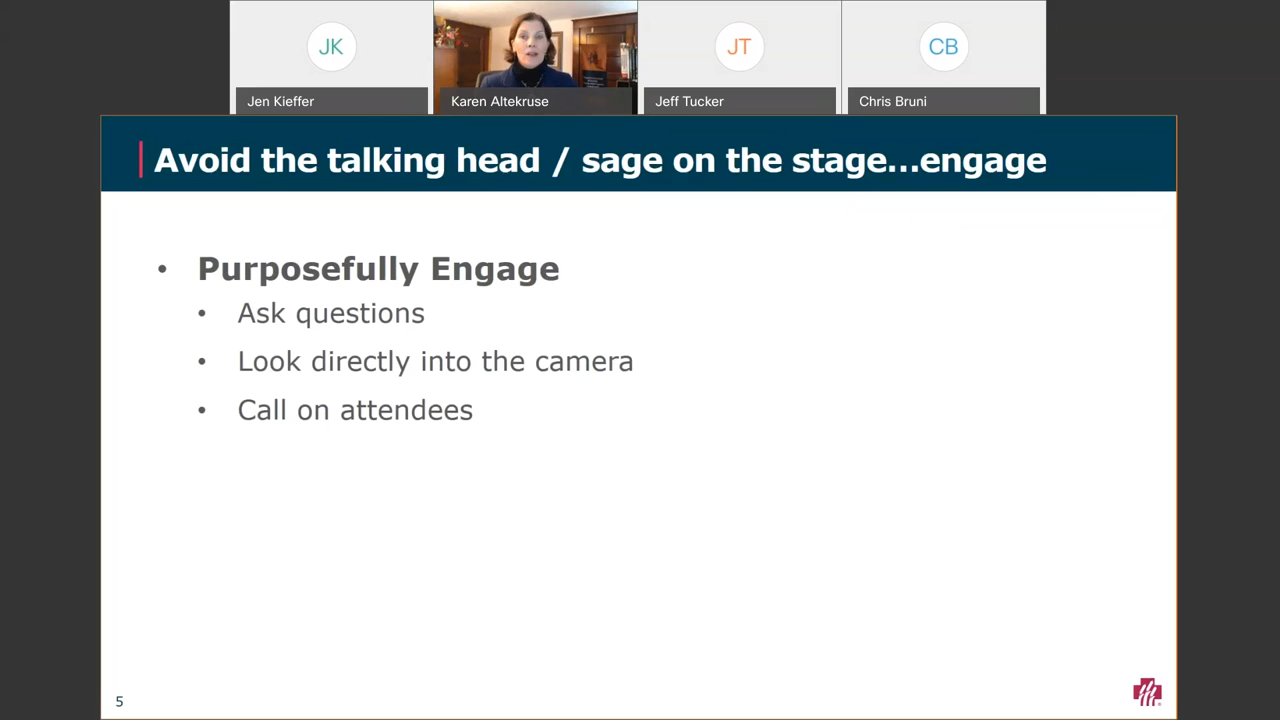 JK
JT
CB
Jen Kieffer
Karen Altekruse
Jeff Tucker
Chris Bruni
Avoid the talking head / sage on the stage...engage
• Purposefully Engage
• Ask questions
• Look directly into the camera
• Call on attendees
5